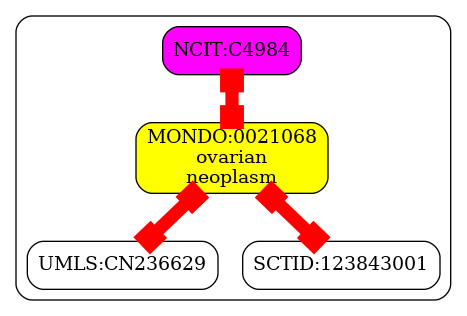 NCIT:C4984
MONDO:0021068
ovarian
neoplasm
UMLS:CN236629
SCTID:123843001